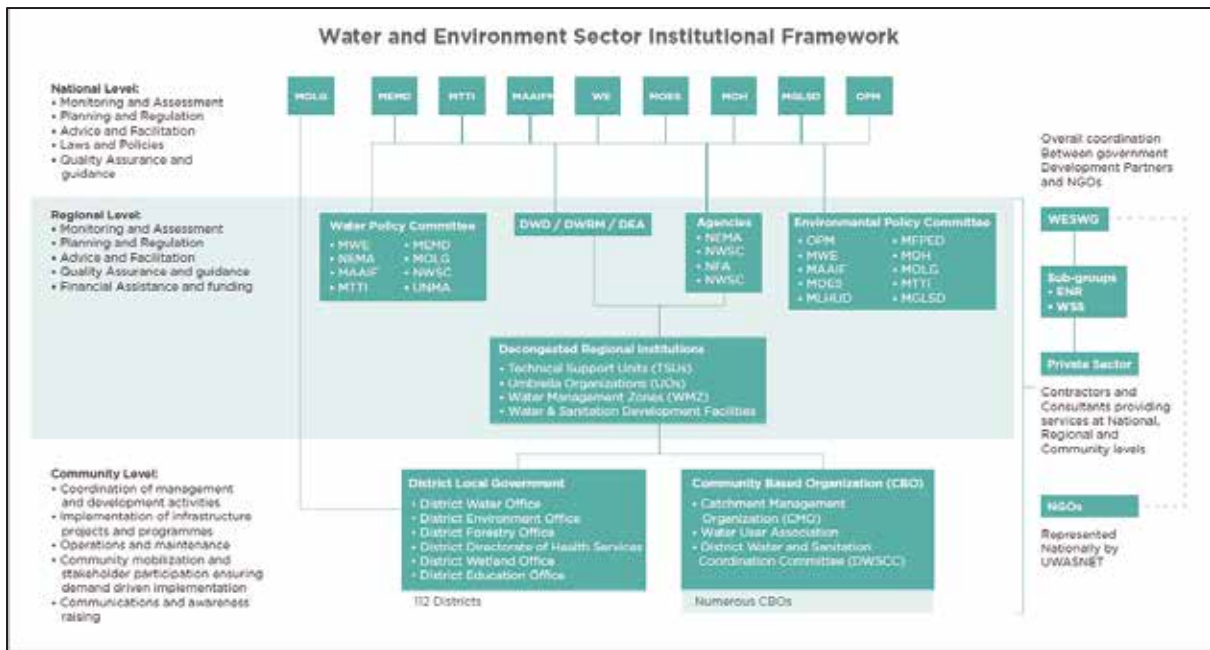 Water and Environment Sector Institutional Framework
National Level:
• Monitoring and Assessment
• Planning and Regulation
• Advice and Facilitation
• Laws and Policies
• Quality Assurance and
guidance
MOLG
MEMD
MTTI
MAAIF
WE
MOES
MOH
MGLSD
OPM
Overall coordination
Between government
Development Partners
and NGOs
Regional Level:
• Monitoring and Assessment
• Planning and Regulation
• Advice and Facilitation
• Quality Assurance and guidance
• Financial Assistance and funding
Water Policy Committee
• MWE
• NEMA
• MAAIF
• MTTI
• MEMD
• MOLG
• NWSC
• UNMA
DWD / DWRM / DEA
Agencies
• NEMA
• NWSC
• NFA
• NWSC
Environmental Policy Committee
• OPM
• MWE
• MAAIF
• MOES
• MLHUD
• MFPED
• MOH
• MOLG
• MTYI
• MGLSD
WESWG
Sub-groups
• ENR
• WSS
Private Sector
Contractors and
Consultants providing
services at National,
Regional and
Community levels
NGOs
Represented
Nationally by
UWASNET
Decongested Regional Institutions
• Technical Support Units (TSUs)
• Umbrella Organizations (UOs)
• Water Management Zones (WMZ)
• Water & Sanitation Development Facilities
Community Level:
• Coordination of management
and development activities
• Implementation of infrastructure
projects and programmes
• Operations and maintenance
• Community mobilization and
stakeholder participation ensuring
demand driven implementation
• Communications and awareness
raising
District Local Government
• District Water Office
• District Environment Office
• District Forestry Office
• District Directorate of Health Services
• District Wetland Office
• District Education Office
112 Districts
Community Based Organization (CBO)
• Catchment Management
Organization (CMO)
• Water User Association
• District Water and Sanitation
Coordination Committee (DWSCC)
Numerous CBOs